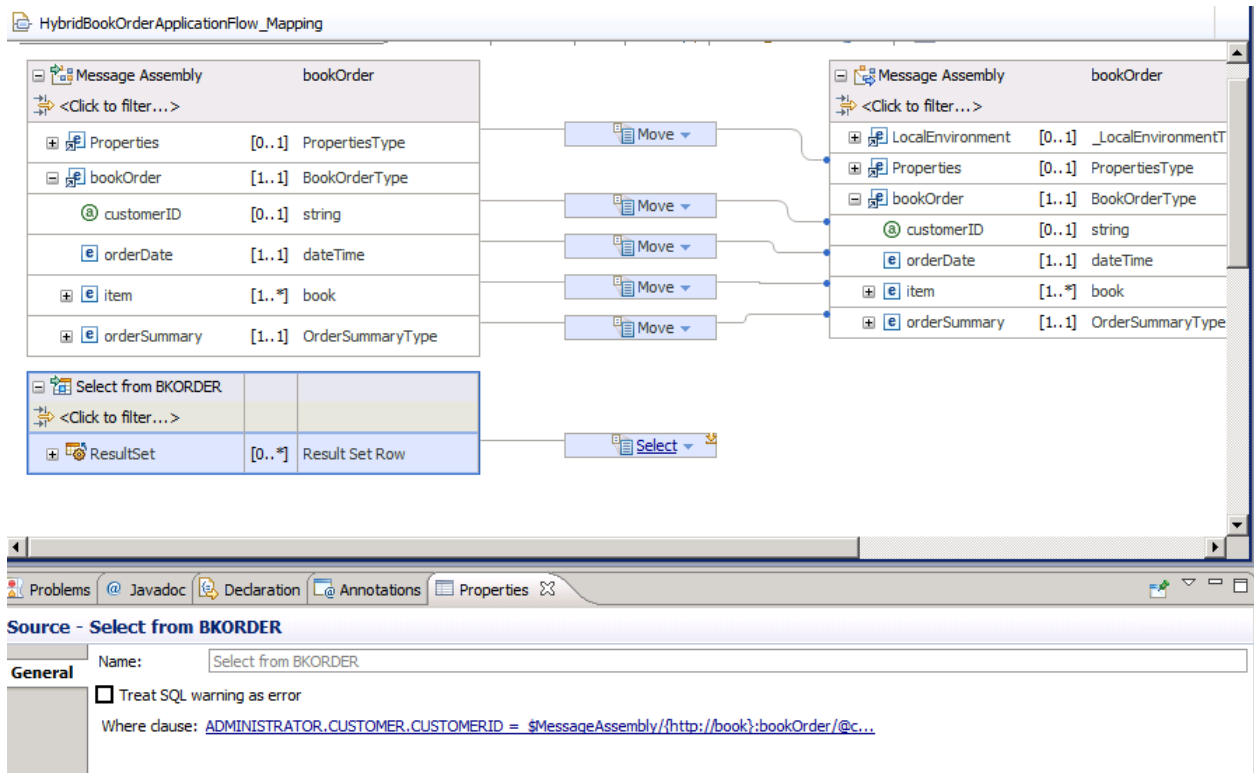 HybridBookOrderApplicationFlow_Mapping
Message Assembly bookOrder
<Click to filter...>
Properties [0..1] PropertiesType
bookOrder [1..1] BookOrderType
customerID [0..1] string
orderDate [1..1] dateTime
item [1..*] book
orderSummary [1..1] OrderSummaryType
Select from BKORDER
<Click to filter...>
ResultSet [0..*] Result Set Row
Move
Move
Move
Move
Move
Select
Message Assembly bookOrder
<Click to filter...>
LocalEnvironment [0..1] _LocalEnvironmentT
Properties [0..1] PropertiesType
bookOrder [1..1] BookOrderType
customerID [0..1] string
orderDate [1..1] dateTime
item [1..*] book
orderSummary [1..1] OrderSummaryType
Problems @ Javadoc Declaration Annotations Properties
Source - Select from BKORDER
General
Name: Select from BKORDER
Treat SQL warning as error
Where clause: ADMINISTRATOR.CUSTOMER.CUSTOMERID = $MessageAssembly/{http://book}:bookOrder/@c...